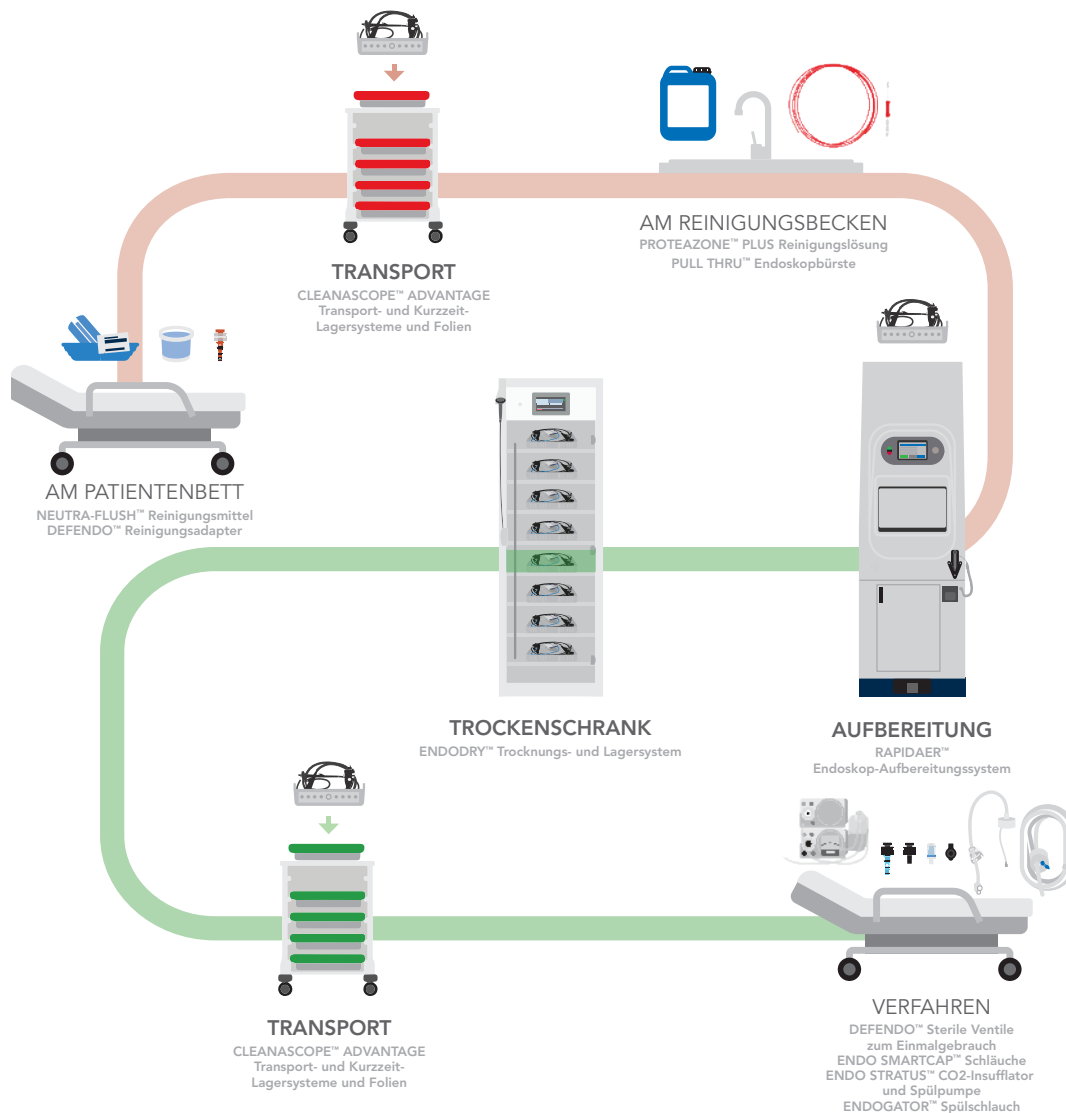 TRANSPORT
CLEANASCOPE™ ADVANTAGE
Transport- und Kurzzeit-
Lagersysteme und Folien
AM REINIGUNGSBECKEN
PROTEAZONE™ PLUS Reinigungslösung
PULL THRU™ Endoskopbürste
AM PATIENTENBETT
NEUTRA-FLUSH™ Reinigungsmittel
DEFENDO™ Reinigungsadapter
TROCKENSCHRANK
ENDODRY™ Trocknungs- und Lagersystem
AUFBEREITUNG
RAPIDAER™
Endoskop-Aufbereitungssystem
TRANSPORT
CLEANASCOPE™ ADVANTAGE
Transport- und Kurzzeit-
Lagersysteme und Folien
VERFAHREN
DEFENDO™ Sterile Ventile
zum Einmalgebrauch
ENDO SMARTCAP™ Schläuche
ENDO STRATUS™ CO2-Insufflator
und Spülpumpe
ENDOGATOR™ Spülschlauch